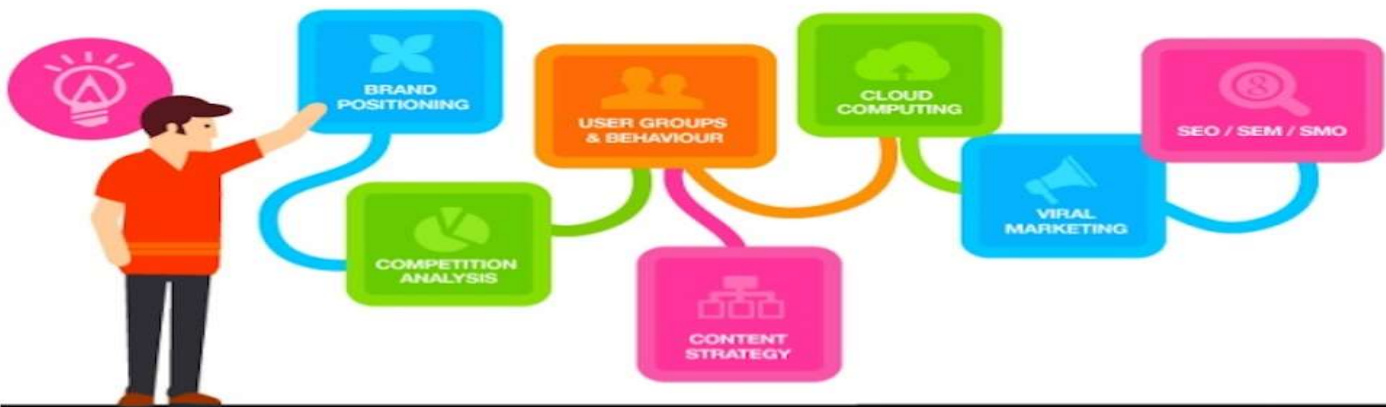 BRAND
POSITIONING
COMPETITION
ANALYSIS
USER GROUPS
& BEHAVIOUR
CONTENT
STRATEGY
CLOUD
COMPUTING
VIRAL
MARKETING
SEO / SEM / SMO